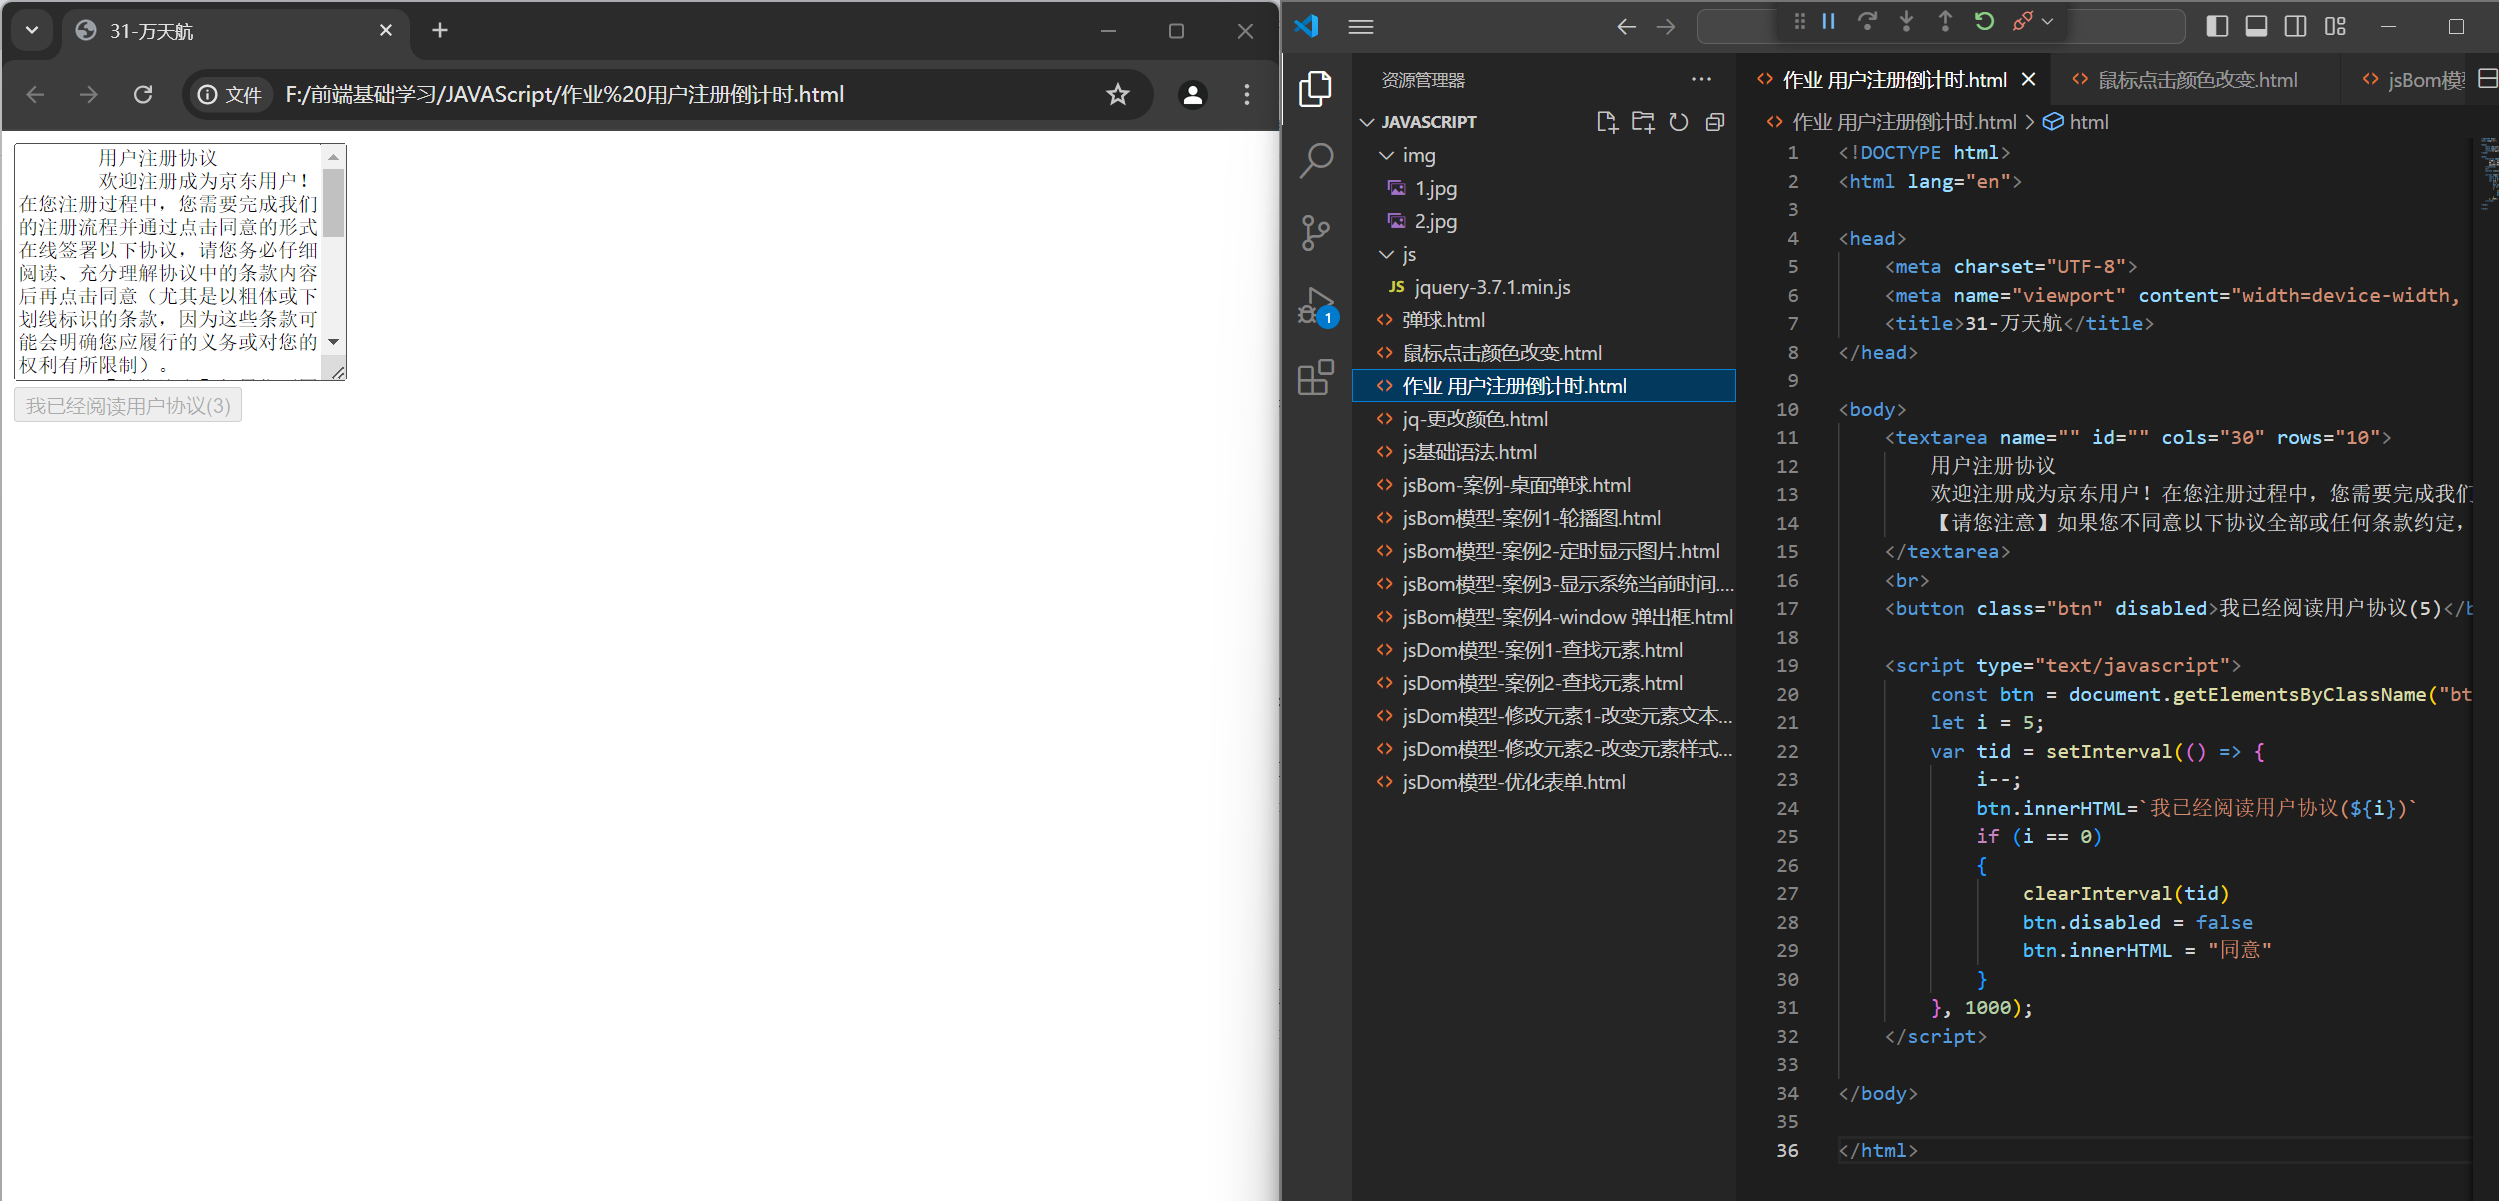 31-万天航
文件
F:/前端基础学习/JAVAScript/作业%20用户注册倒计时.html
用户注册协议
欢迎注册成为京东用户！
在您注册过程中，您需要完成我们
的注册流程并通过点击同意的形式
在线签署以下协议，请您务必仔细
阅读、充分理解协议中的条款内容
后再点击同意（尤其是以粗体或下
划线标识的条款，因为这些条款可
能会明确您应履行的义务或对您的
权利有所限制）。
我已经阅读用户协议(3)
资源管理器
JAVASCRIPT
img
1.jpg
2.jpg
js
JS jquery-3.7.1.min.js
弹球.html
鼠标点击颜色改变.html
作业 用户注册倒计时.html
jq-更改颜色.html
js基础语法.html
jsBom-案例-桌面弹球.html
jsBom模型-案例1-轮播图.html
jsBom模型-案例2-定时显示图片.html
jsBom模型-案例3-显示系统当前时间....
jsBom模型-案例4-window 弹出框.html
jsDom模型-案例1-查找元素.html
jsDom模型-案例2-查找元素.html
jsDom模型-修改元素1-改变元素文本...
jsDom模型-修改元素2-改变元素样式...
jsDom模型-优化表单.html
1
作业 用户注册倒计时.html
鼠标点击颜色改变.html
jsBom模
作业 用户注册倒计时.html > html
1 <!DOCTYPE html>
2 <html lang="en">
3
4 <head>
5 <meta charset="UTF-8">
6 <meta name="viewport" content="width=device-width,
7 <title>31-万天航</title>
8 </head>
9
10 <body>
11 <textarea name="" id="" cols="30" rows="10">
12 用户注册协议
13 欢迎注册成为京东用户！在您注册过程中，您需要完成我们
14 【请您注意】如果您不同意以下协议全部或任何条款约定，
15 </textarea>
16 <br>
17 <button class="btn" disabled>我已经阅读用户协议(5)</b
18
19 <script type="text/javascript">
20 const btn = document.getElementsByClassName("bt
21 let i = 5;
22 var tid = setInterval(() => {
23 i--;
24 btn.innerHTML=`我已经阅读用户协议(${i})`
25 if (i == 0)
26 {
27 clearInterval(tid)
28 btn.disabled = false
29 btn.innerHTML = "同意"
30 }
31 }, 1000);
32 </script>
33
34 </body>
35
36 </html>